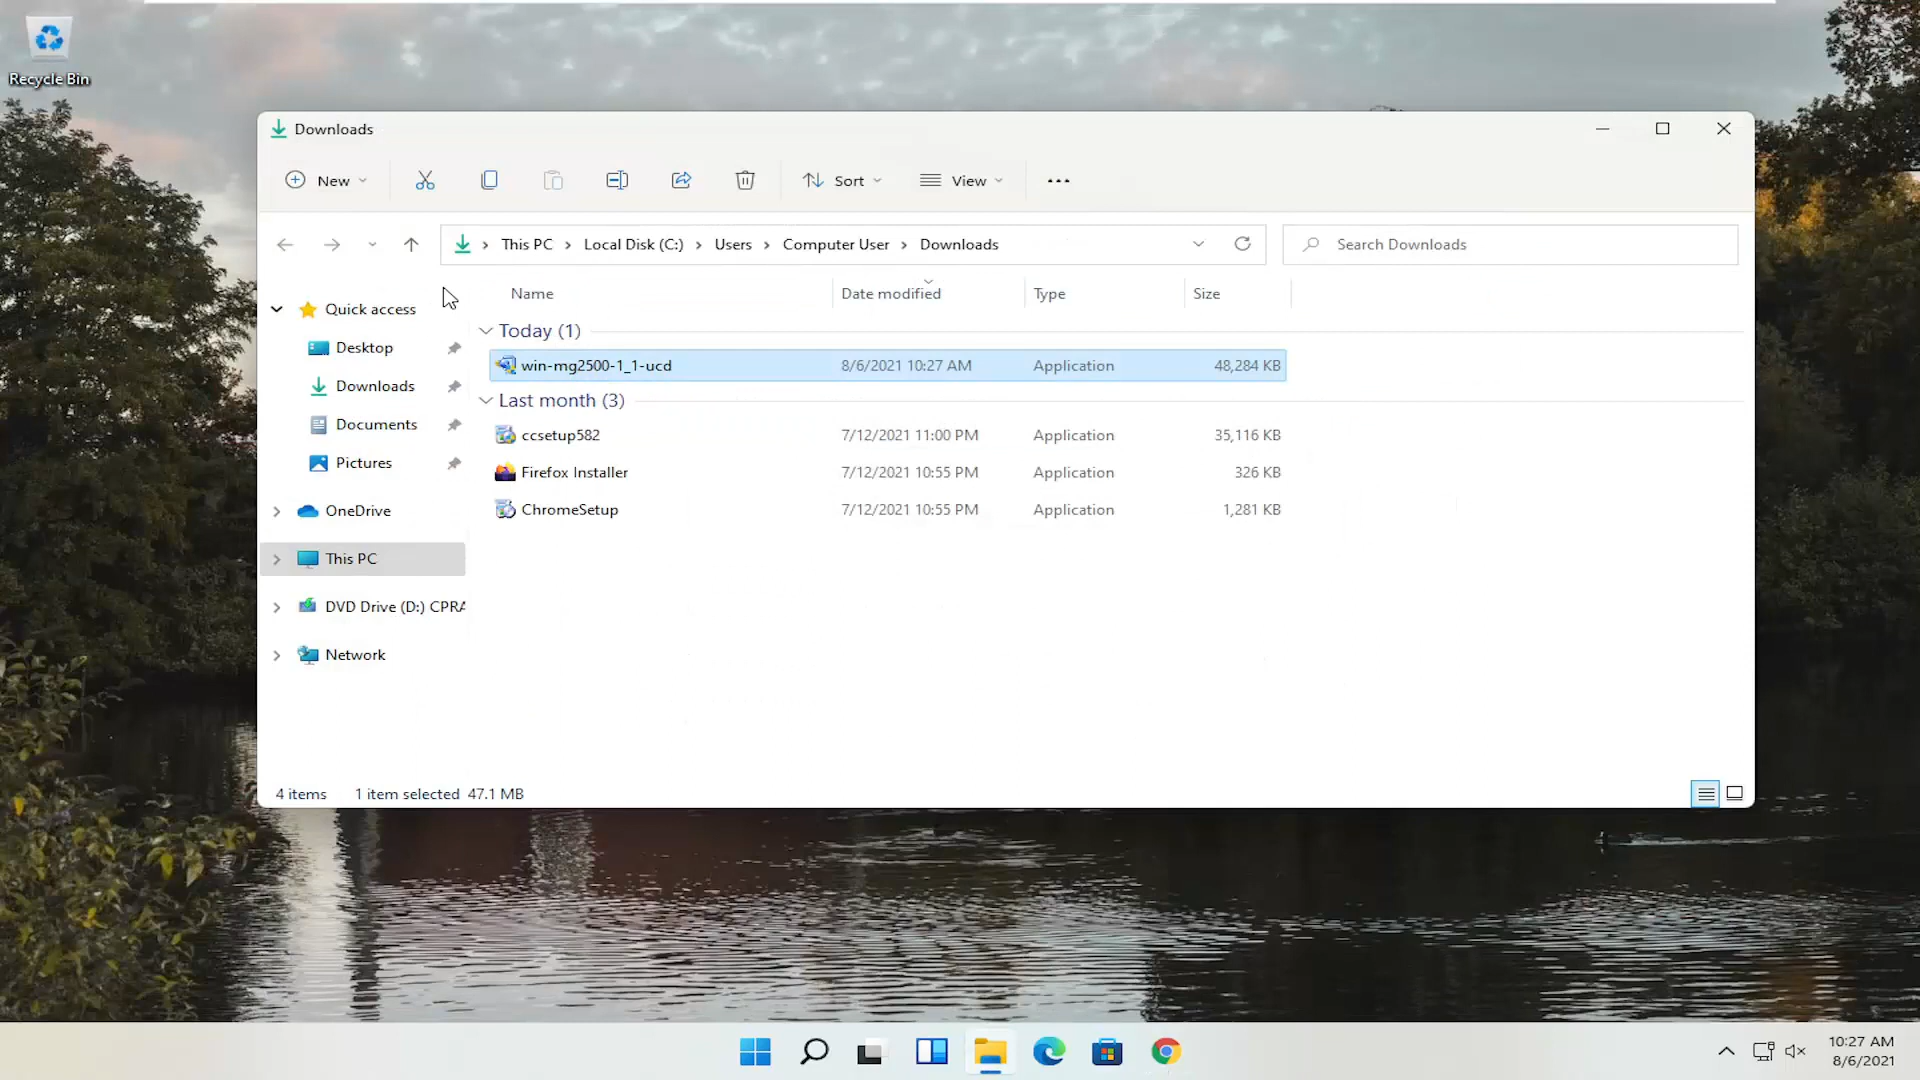 Recycle Bin
Downloads
New
Sort
View
This PC
Local Disk (C:)
Users
Computer User
Downloads
Search Downloads
Name
Date modified
Type
Size
Quick access
Desktop
Downloads
Documents
Pictures
OneDrive
This PC
DVD Drive (D:) CPRA
Network
Today (1)
win-mg2500-1_1-ucd 8/6/2021 10:27 AM Application 48,284 KB
Last month (3)
ccsetup582 7/12/2021 11:00 PM Application 35,116 KB
Firefox Installer 7/12/2021 10:55 PM Application 326 KB
ChromeSetup 7/12/2021 10:55 PM Application 1,281 KB
4 items 1 item selected 47.1 MB
10:27 AM
8/6/2021